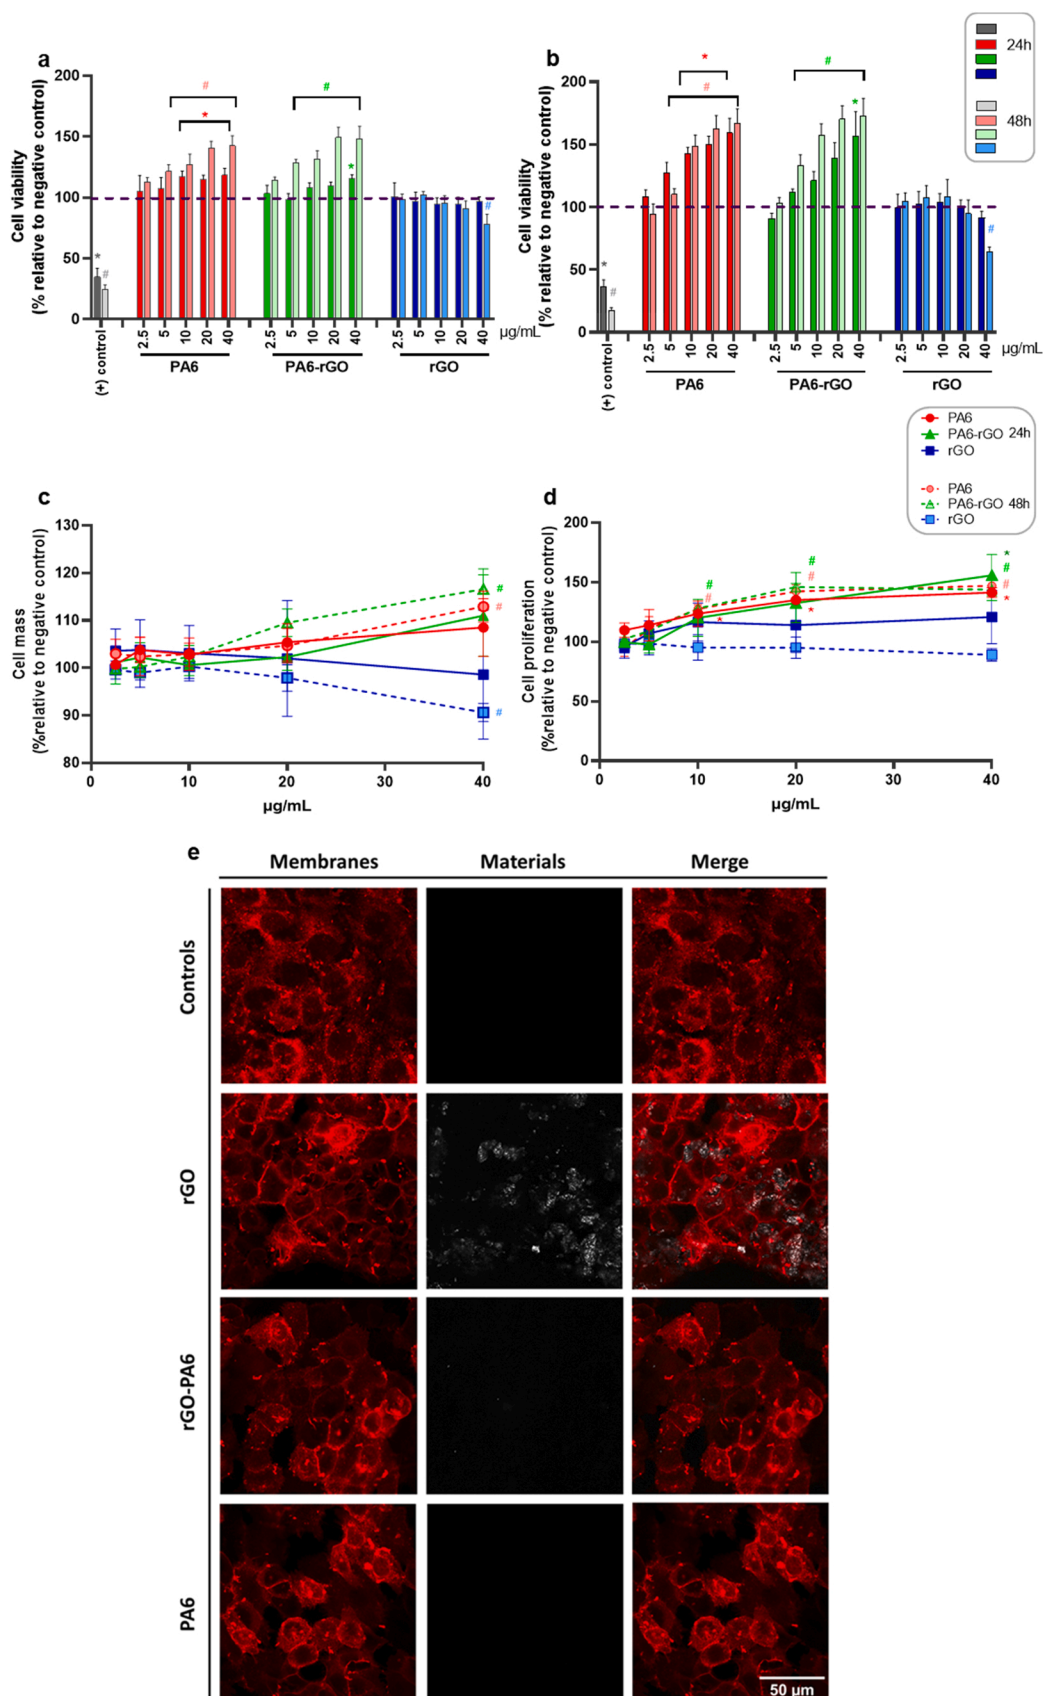 a
Cell viability
(% relative to negative control)
200
150
100
50
0
#
*
#
*
*
#
#
(+) control
2.5
5
10
20
40
2.5
5
10
20
40
2.5
5
10
20
40
µg/mL
PA6
PA6-rGO
rGO
b
Cell viability
(% relative to negative control)
200
150
100
50
0
*
#
#
*
*
#
#
(+) control
2.5
5
10
20
40
2.5
5
10
20
40
2.5
5
10
20
40
µg/mL
PA6
PA6-rGO
rGO
24h
48h
PA6
PA6-rGO 24h
rGO
PA6
PA6-rGO 48h
rGO
c
Cell mass
(%relative to negative control)
130
120
110
100
90
80
0
10
20
30
40
#
#
#
µg/mL
d
Cell proliferation
(%relative to negative control)
200
150
100
50
0
0
10
20
30
40
#
#
*
#
#
*
*
#
#
*
µg/mL
e
Membranes Materials Merge
Controls
rGO
rGO-PA6
PA6
50 µm